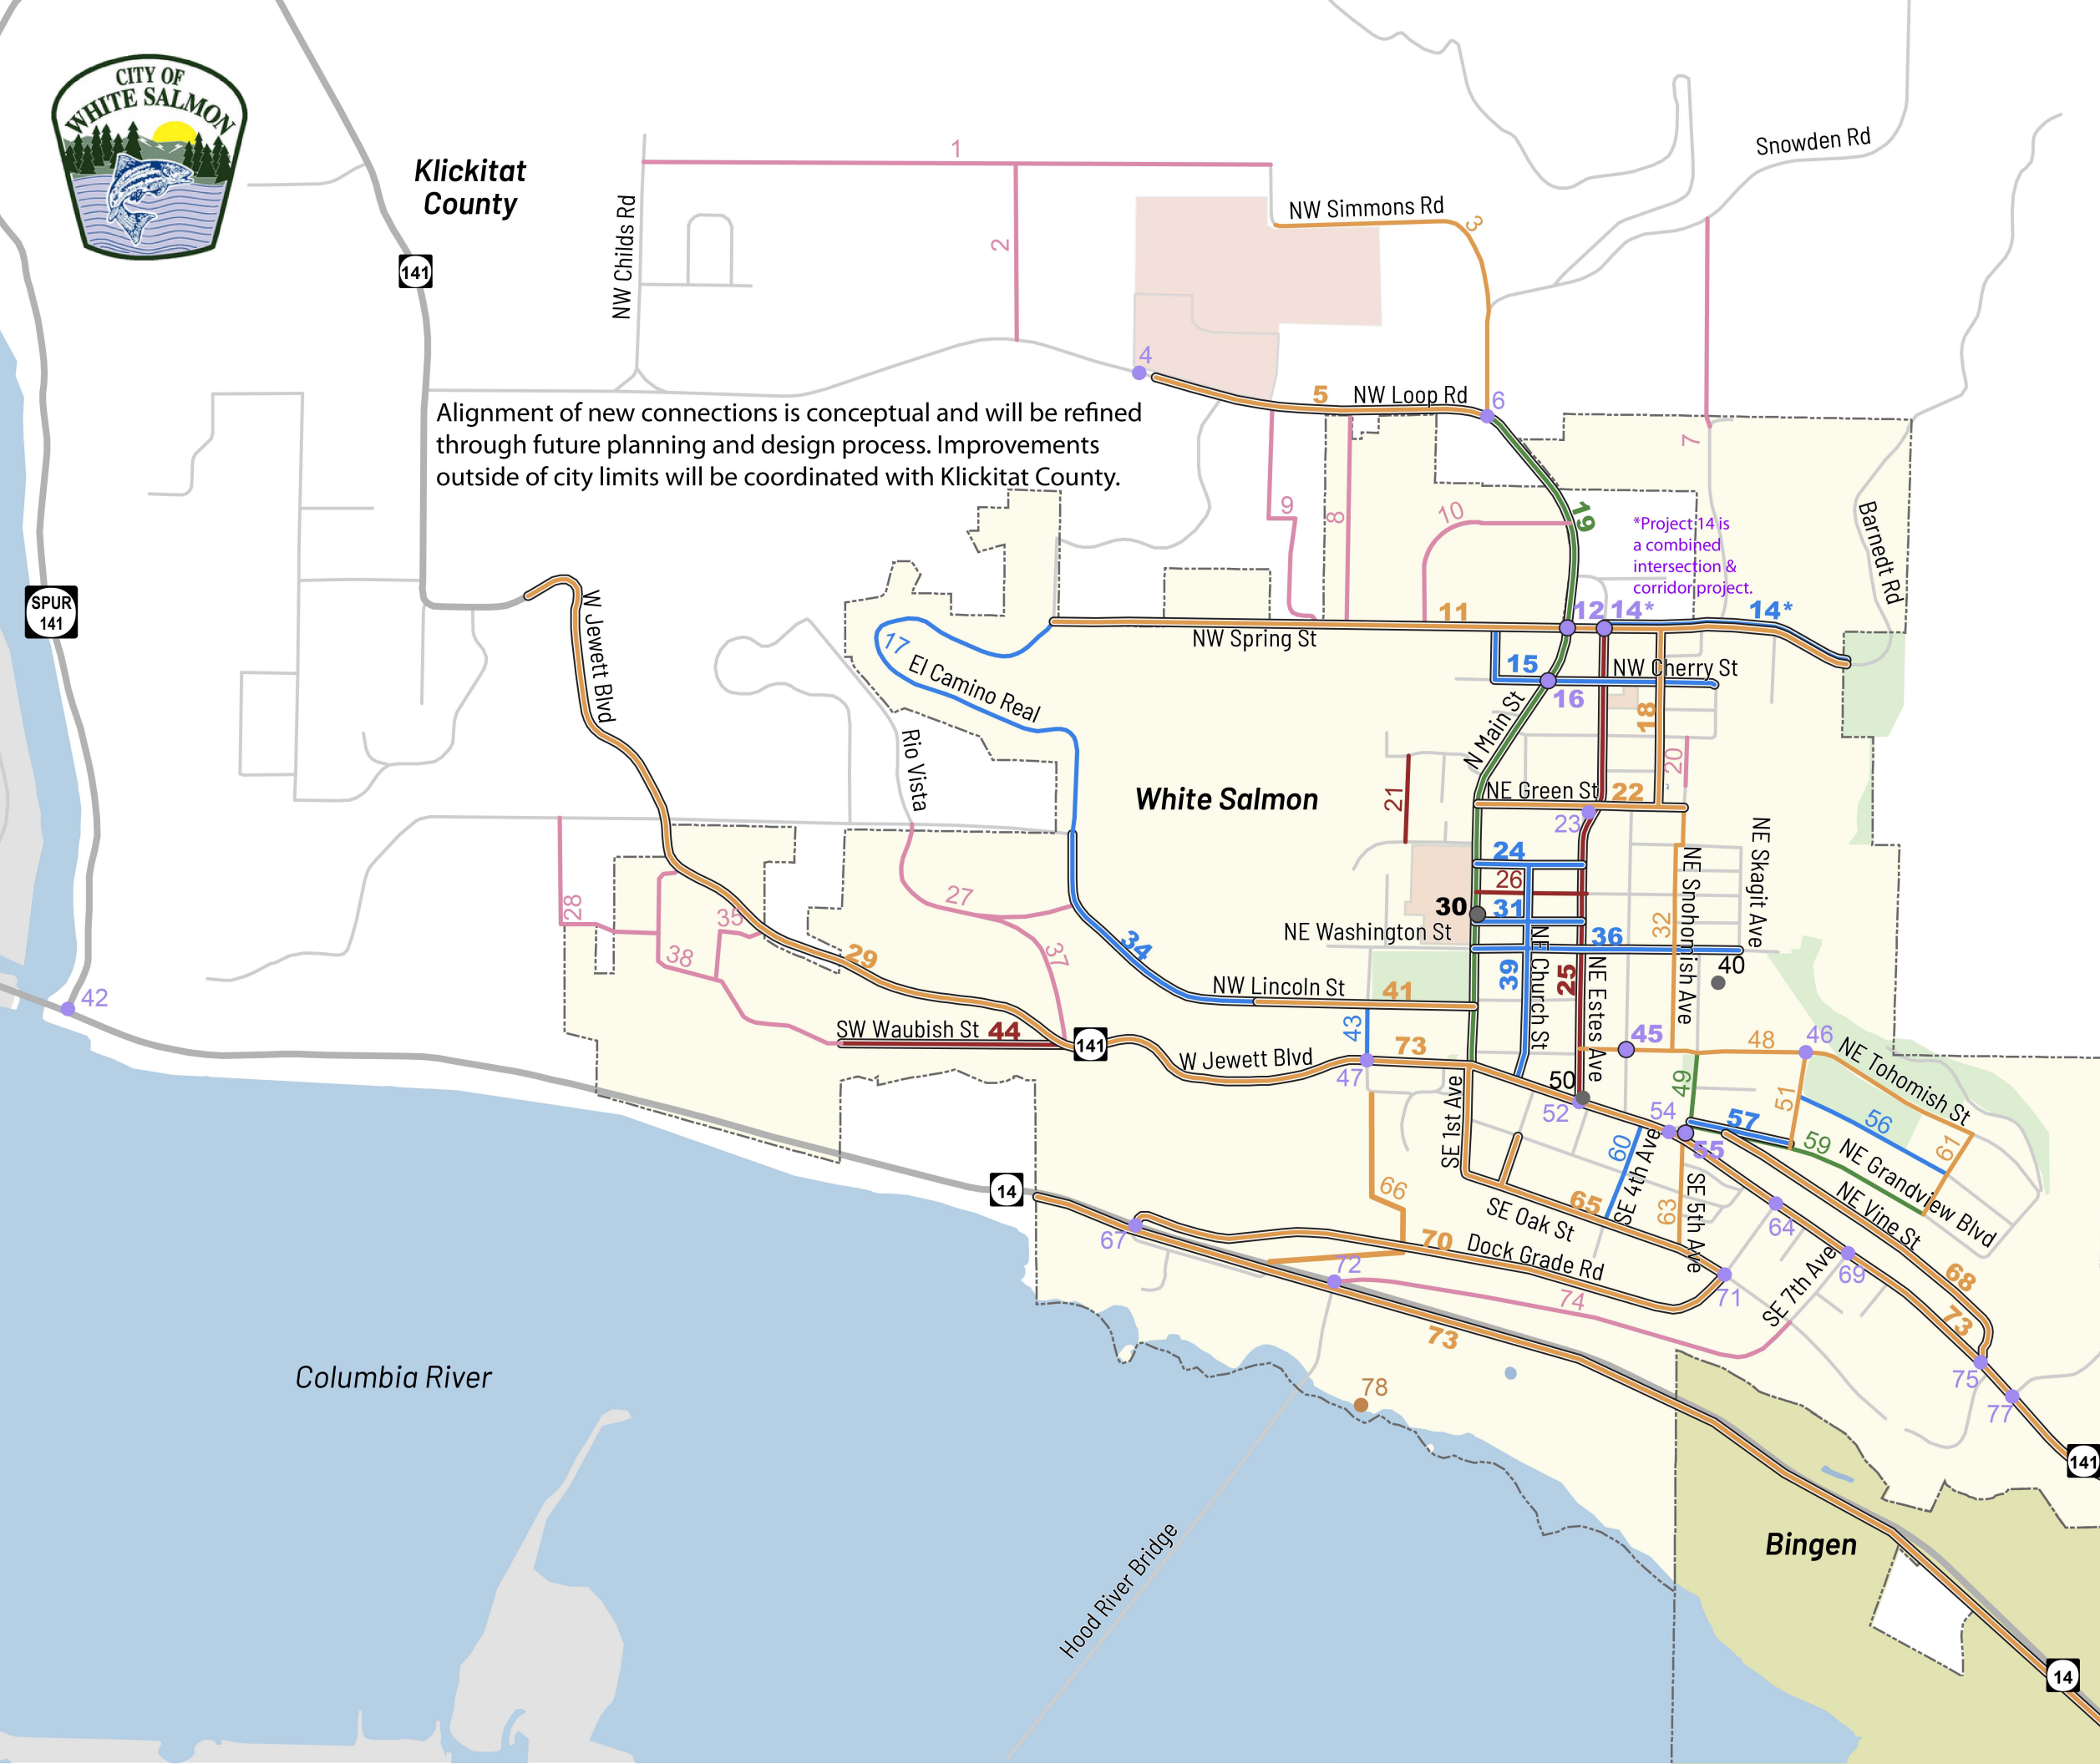 CITY OF
WHITE SALMON
Klickitat
County
141
SPUR
141
NW Childs Rd
1
2
NW Simmons Rd
3
Snowden Rd
4
5
NW Loop Rd
6
7
Alignment of new connections is conceptual and will be refined
through future planning and design process. Improvements
outside of city limits will be coordinated with Klickitat County.
9
8
10
19
*Project 14 is
a combined
intersection &
corridor project.
Barnedt Rd
W Jewett Blvd
17
El Camino Real
11
NW Spring St
12
14*
14*
15
NW Cherry St
16
18
N Main St
Rio Vista
White Salmon
20
21
NE Green St
22
23
24
26
NE Skagit Ave
NE Snohomish Ave
28
27
35
38
37
29
30
31
32
NE Washington St
36
34
NE Church St
39
25
NE Estes Ave
40
42
NW Lincoln St
41
SW Waubish St
44
141
43
W Jewett Blvd
73
47
45
48
46
NE Tohomish St
49
50
51
52
54
55
57
56
59
61
NE Grandview Blvd
SE 1st Ave
60
SE 4th Ave
NE Vine St
14
66
65
SE Oak St
63
SE 5th Ave
64
67
70
Dock Grade Rd
72
71
SE 7th Ave
69
68
74
73
73
75
77
78
141
Columbia River
Hood River Bridge
Bingen
14